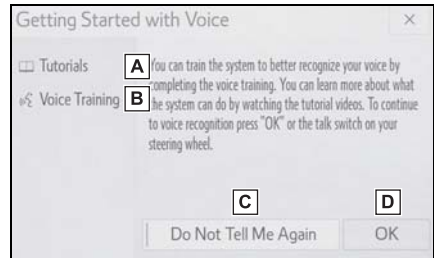 Getting Started with Voice ×
Tutorials A You can train the system to better recognize your voice by
completing the voice training. You can learn more about what
Voice Training B the system can do by watching the tutorial videos. To continue
to voice recognition press "OK" or the talk switch on your
steering wheel.
C D
Do Not Tell Me Again OK